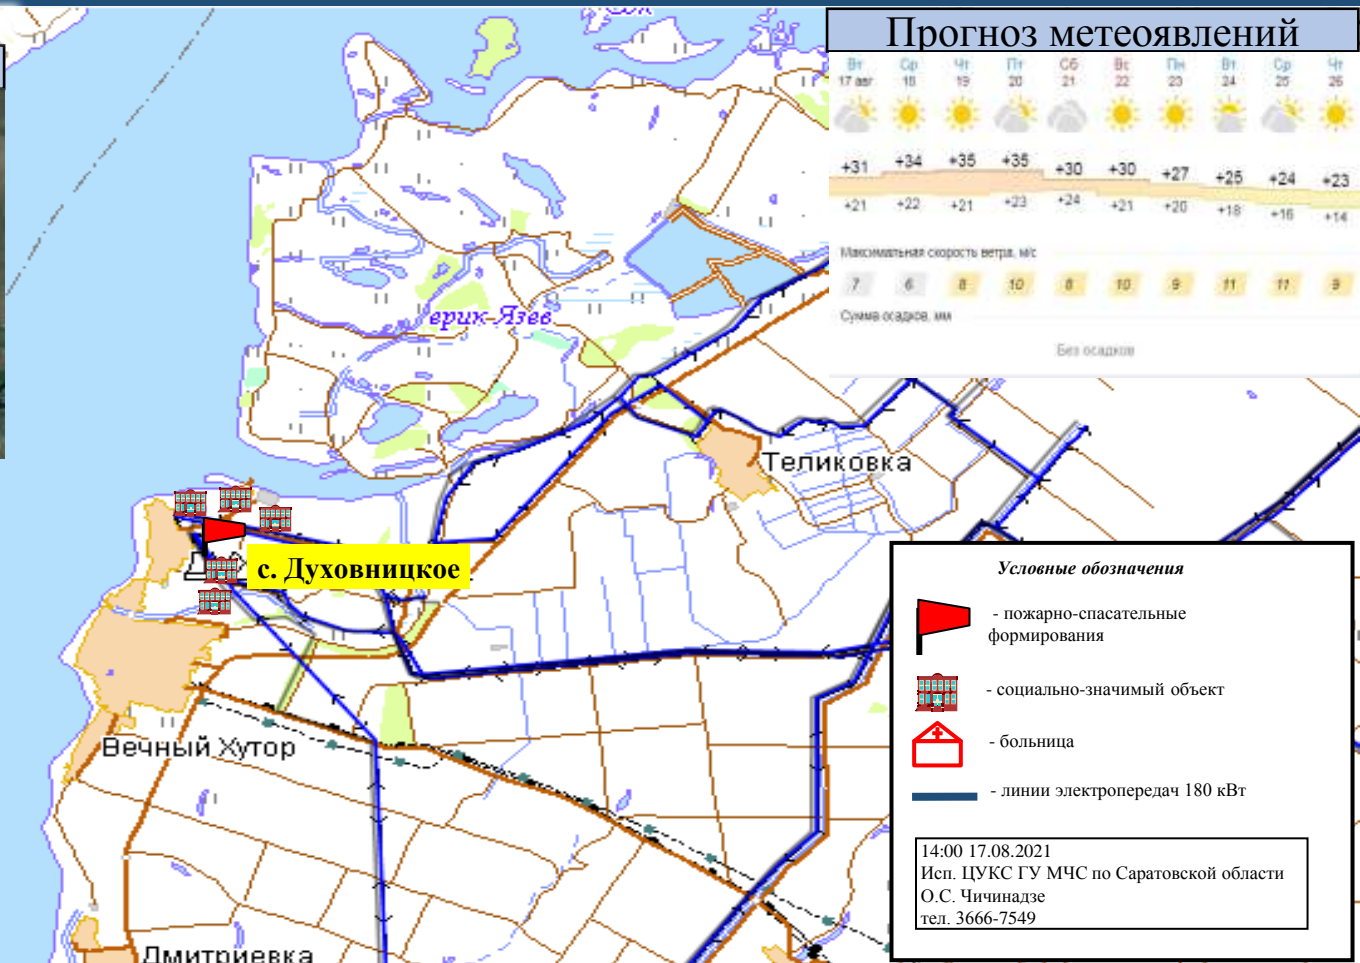 Прогноз метеоявлений
Вт Ср Чт Пт Сб Вс Пн Вт Ср Чт
17 авг 18 19 20 21 22 23 24 25 26
+31 +34 +35 +35 +30 +30 +27 +25 +24 +23
+21 +22 +21 +23 +24 +21 +20 +18 +16 +14
Максимальная скорость ветра, м/с
7 6 8 10 8 10 9 11 11 9
Сумма осадков, мм
Без осадков
ерик Язев
Теликовка
с. Духовницкое
Вечный Хутор
Дмитриевка
Условные обозначения
- пожарно-спасательные
формирования
- социально-значимый объект
- больница
- линии электропередач 180 кВт
14:00 17.08.2021
Исп. ЦУКС ГУ МЧС по Саратовской области
О.С. Чичинадзе
тел. 3666-7549